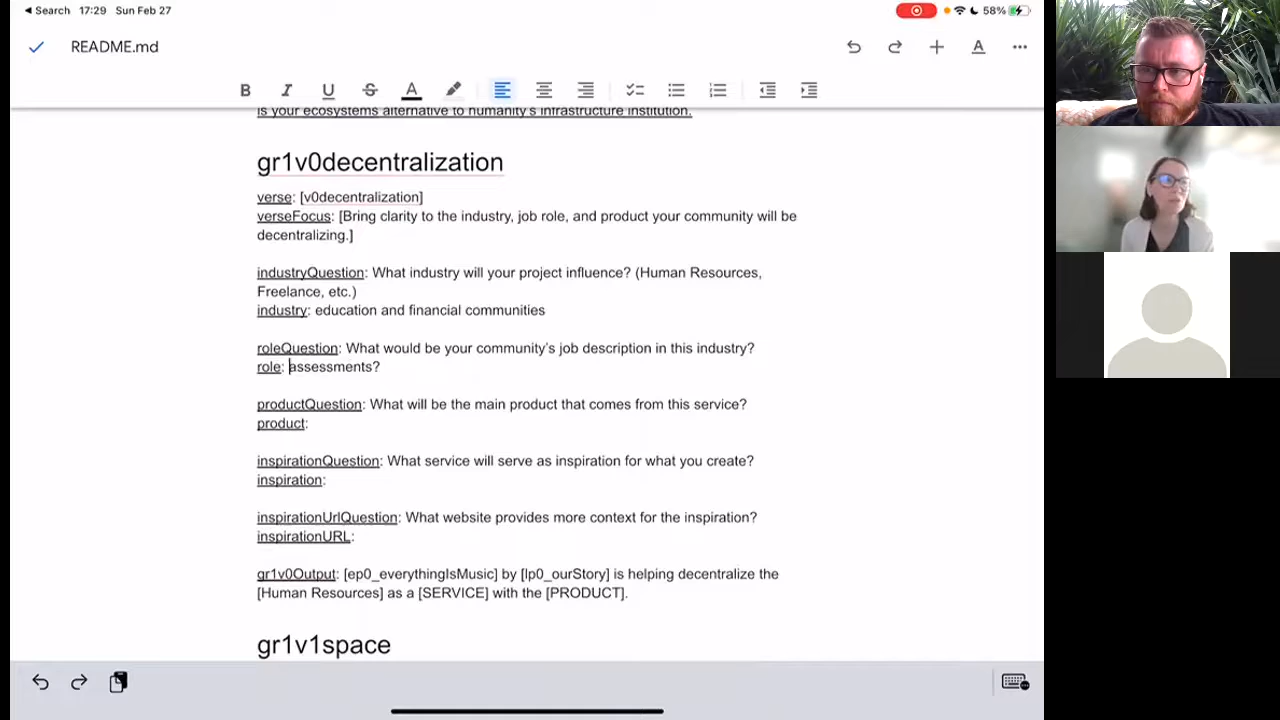 Search 17:29 Sun Feb 27 58%
README.md
B I U S A
is your ecosystems alternative to humanity's infrastructure institution.
gr1v0decentralization
verse: [v0decentralization]
verseFocus: [Bring clarity to the industry, job role, and product your community will be
decentralizing.]
industryQuestion: What industry will your project influence? (Human Resources,
Freelance, etc.)
industry: education and financial communities
roleQuestion: What would be your community's job description in this industry?
role: assessments?
productQuestion: What will be the main product that comes from this service?
product:
inspirationQuestion: What service will serve as inspiration for what you create?
inspiration:
inspirationUrlQuestion: What website provides more context for the inspiration?
inspirationURL:
gr1v0Output: [ep0_everythingIsMusic] by [lp0_ourStory] is helping decentralize the
[Human Resources] as a [SERVICE] with the [PRODUCT].
gr1v1space